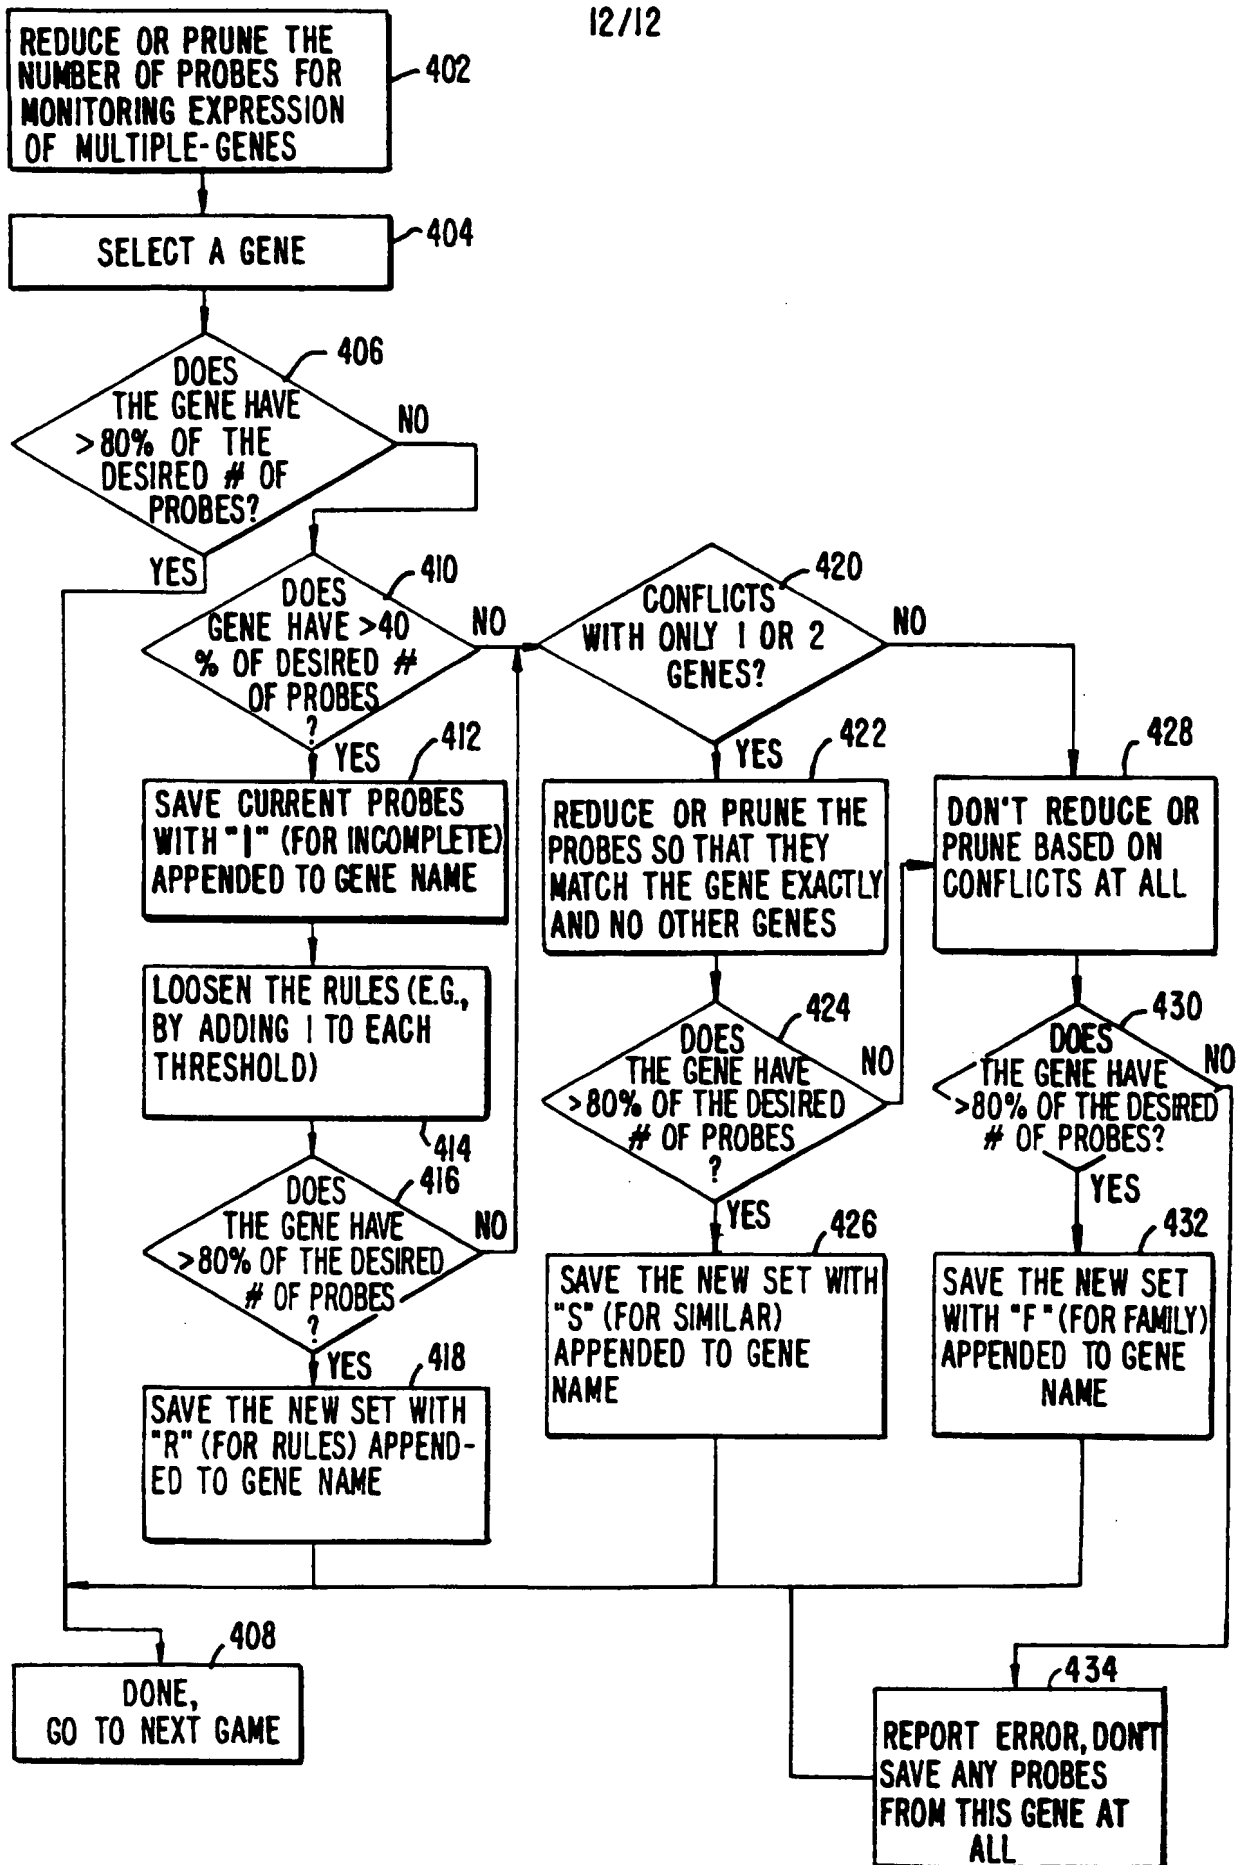 12/12
REDUCE OR PRUNE THE
NUMBER OF PROBES FOR
MONITORING EXPRESSION
OF MULTIPLE-GENES
402
SELECT A GENE
404
DOES
THE GENE HAVE
>80% OF THE
DESIRED # OF
PROBES?
406
NO
YES
DOES
GENE HAVE >40
% OF DESIRED #
OF PROBES
?
410
NO
YES
SAVE CURRENT PROBES
WITH "I" (FOR INCOMPLETE)
APPENDED TO GENE NAME
412
LOOSEN THE RULES (E.G.,
BY ADDING 1 TO EACH
THRESHOLD)
414
DOES
THE GENE HAVE
>80% OF THE DESIRED
# OF PROBES
?
416
NO
YES
SAVE THE NEW SET WITH
"R" (FOR RULES) APPEND-
ED TO GENE NAME
418
CONFLICTS
WITH ONLY 1 OR 2
GENES?
420
NO
YES
REDUCE OR PRUNE THE
PROBES SO THAT THEY
MATCH THE GENE EXACTLY
AND NO OTHER GENES
422
DOES
THE GENE HAVE
>80% OF THE DESIRED
# OF PROBES
?
424
NO
YES
SAVE THE NEW SET WITH
"S" (FOR SIMILAR)
APPENDED TO GENE
NAME
426
DON'T REDUCE OR
PRUNE BASED ON
CONFLICTS AT ALL
428
DOES
THE GENE HAVE
>80% OF THE DESIRED
# OF PROBES?
430
NO
YES
SAVE THE NEW SET
WITH "F" (FOR FAMILY)
APPENDED TO GENE
NAME
432
DONE,
GO TO NEXT GAME
408
REPORT ERROR, DON'T
SAVE ANY PROBES
FROM THIS GENE AT
ALL
434